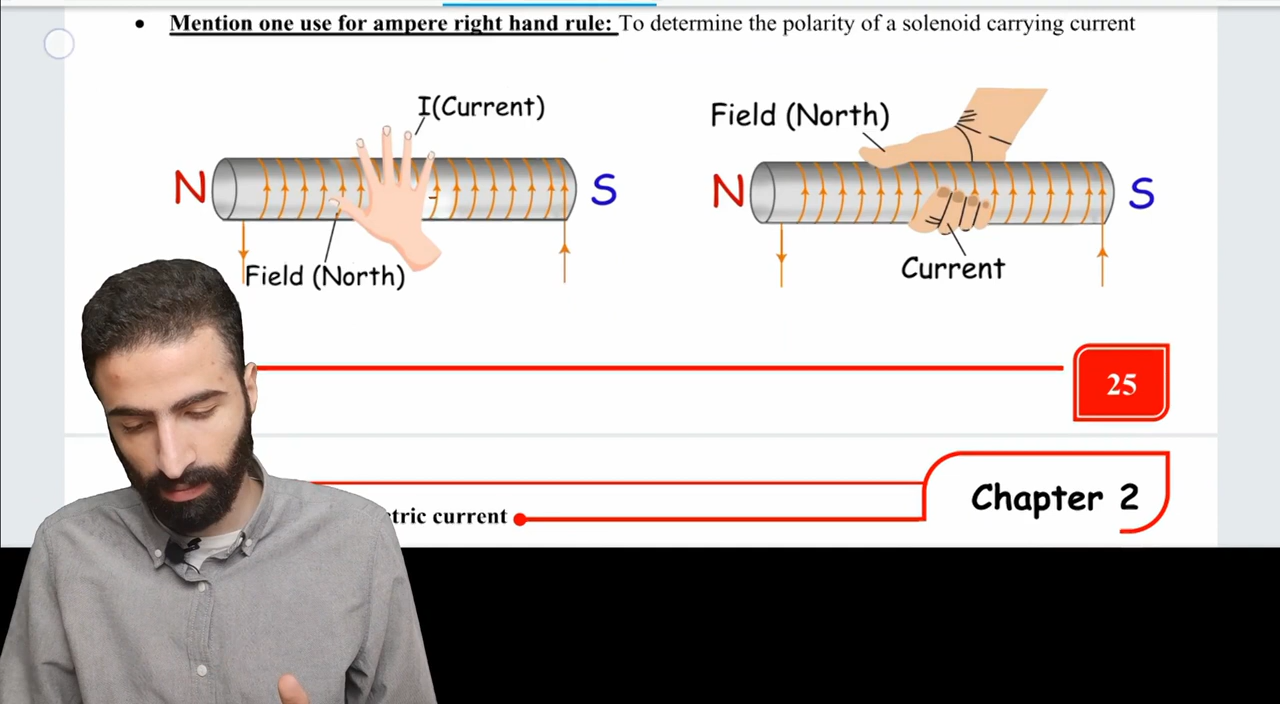 • Mention one use for ampere right hand rule: To determine the polarity of a solenoid carrying current
I(Current)
N
S
Field (North)
Field (North)
N
S
Current
25
Chapter 2
tric current